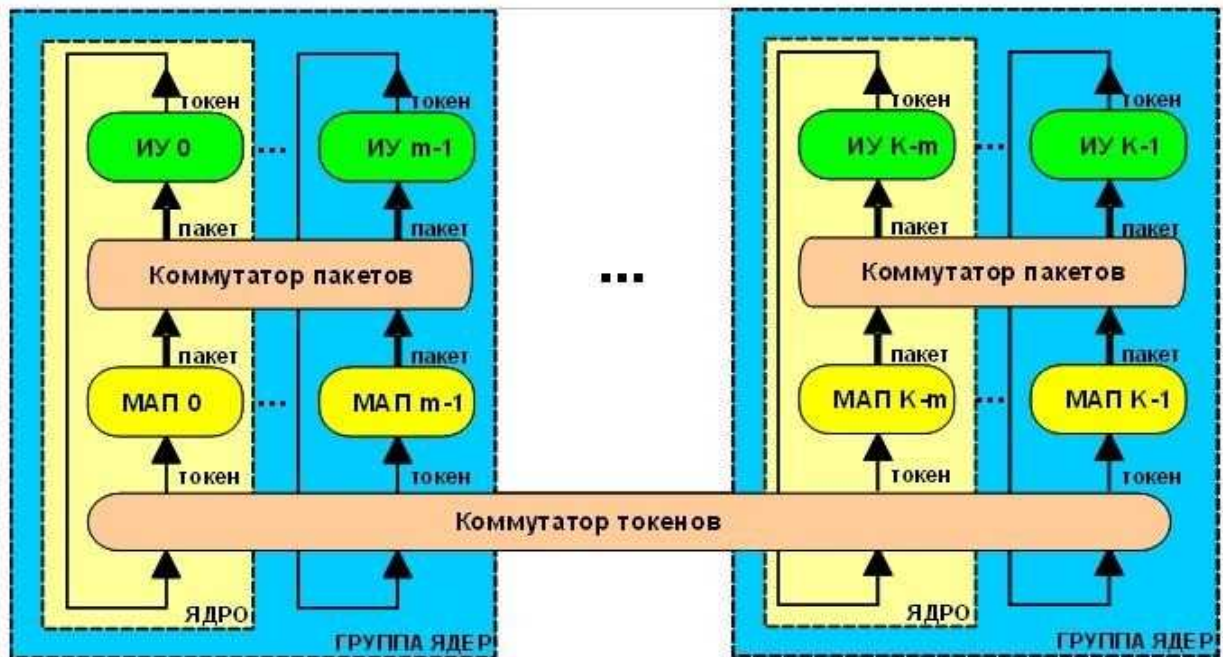 токен токен токен токен
ИУ 0 ... ИУ m-1 ИУ К-m ... ИУ К-1
пакет пакет пакет пакет
Коммутатор пакетов ... Коммутатор пакетов
пакет пакет пакет пакет
МАП 0 ... МАП m-1 МАП К-m ... МАП К-1
токен токен токен токен
Коммутатор токенов
ЯДРО ЯДРО
ГРУППА ЯДЕР ГРУППА ЯДЕР